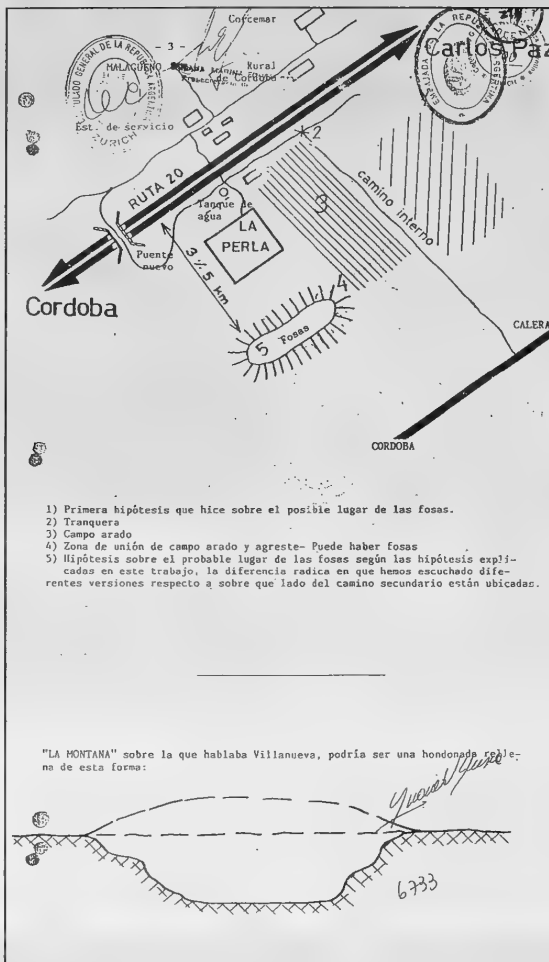 Corcemar
- 3 -
MALAGUEÑO
Rural
de Cordoba
Carlos Paz
Est. de servicio
ZURICH
RUTA 20
2
Tanque de
agua
LA
PERLA
3
camino interno
Puente
nuevo
3 ½ 5 km
4
5 Fosas
Cordoba
CALERA
CORDOBA
1) Primera hipótesis que hice sobre el posible lugar de las fosas.
2) Tranquera
3) Campo arado
4) Zona de unión de campo arado y agreste- Puede haber fosas
5) Hipótesis sobre el probable lugar de las fosas según las hipótesis expli-
cadas en este trabajo, la diferencia radica en que hemos escuchado dife-
rentes versiones respecto a sobre que lado del camino secundario están ubicadas.
"LA MONTANA" sobre la que hablaba Villanueva, podría ser una hondonada relle-
na de esta forma:
6733